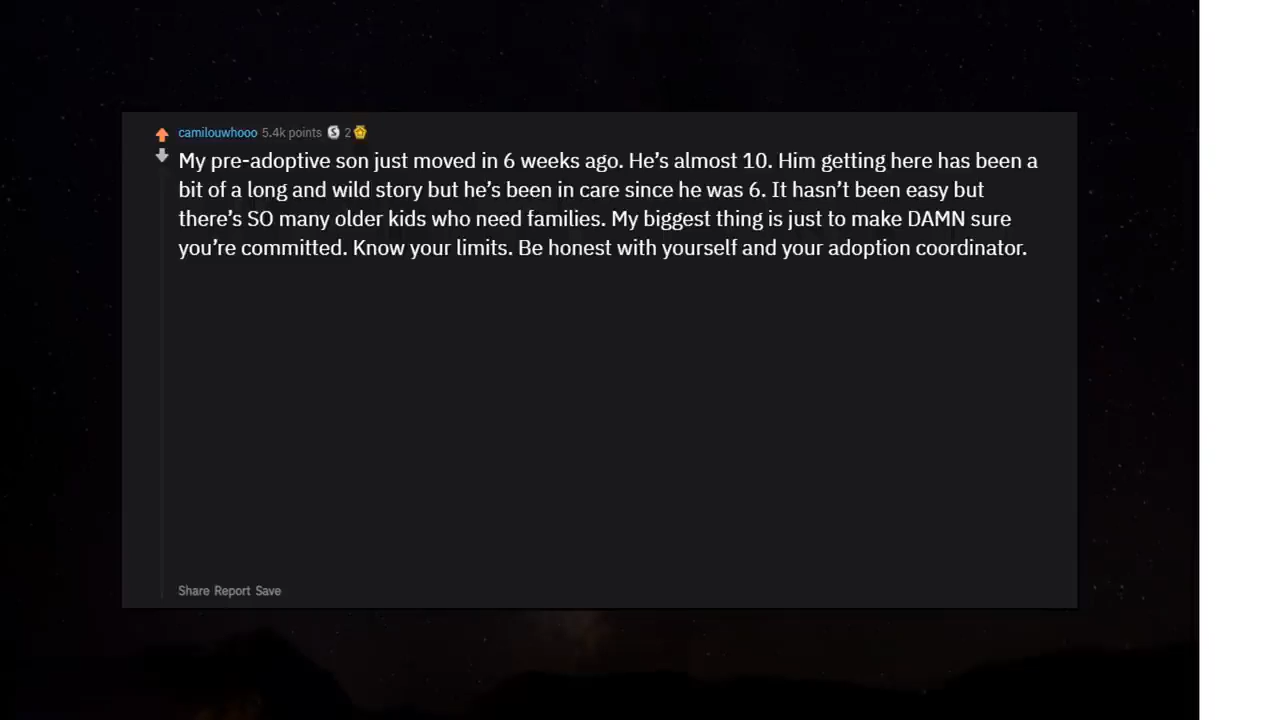 camilouwhooo 5.4k points S 2
My pre-adoptive son just moved in 6 weeks ago. He’s almost 10. Him getting here has been a
bit of a long and wild story but he’s been in care since he was 6. It hasn’t been easy but
there’s SO many older kids who need families. My biggest thing is just to make DAMN sure
you’re committed. Know your limits. Be honest with yourself and your adoption coordinator.
Share Report Save